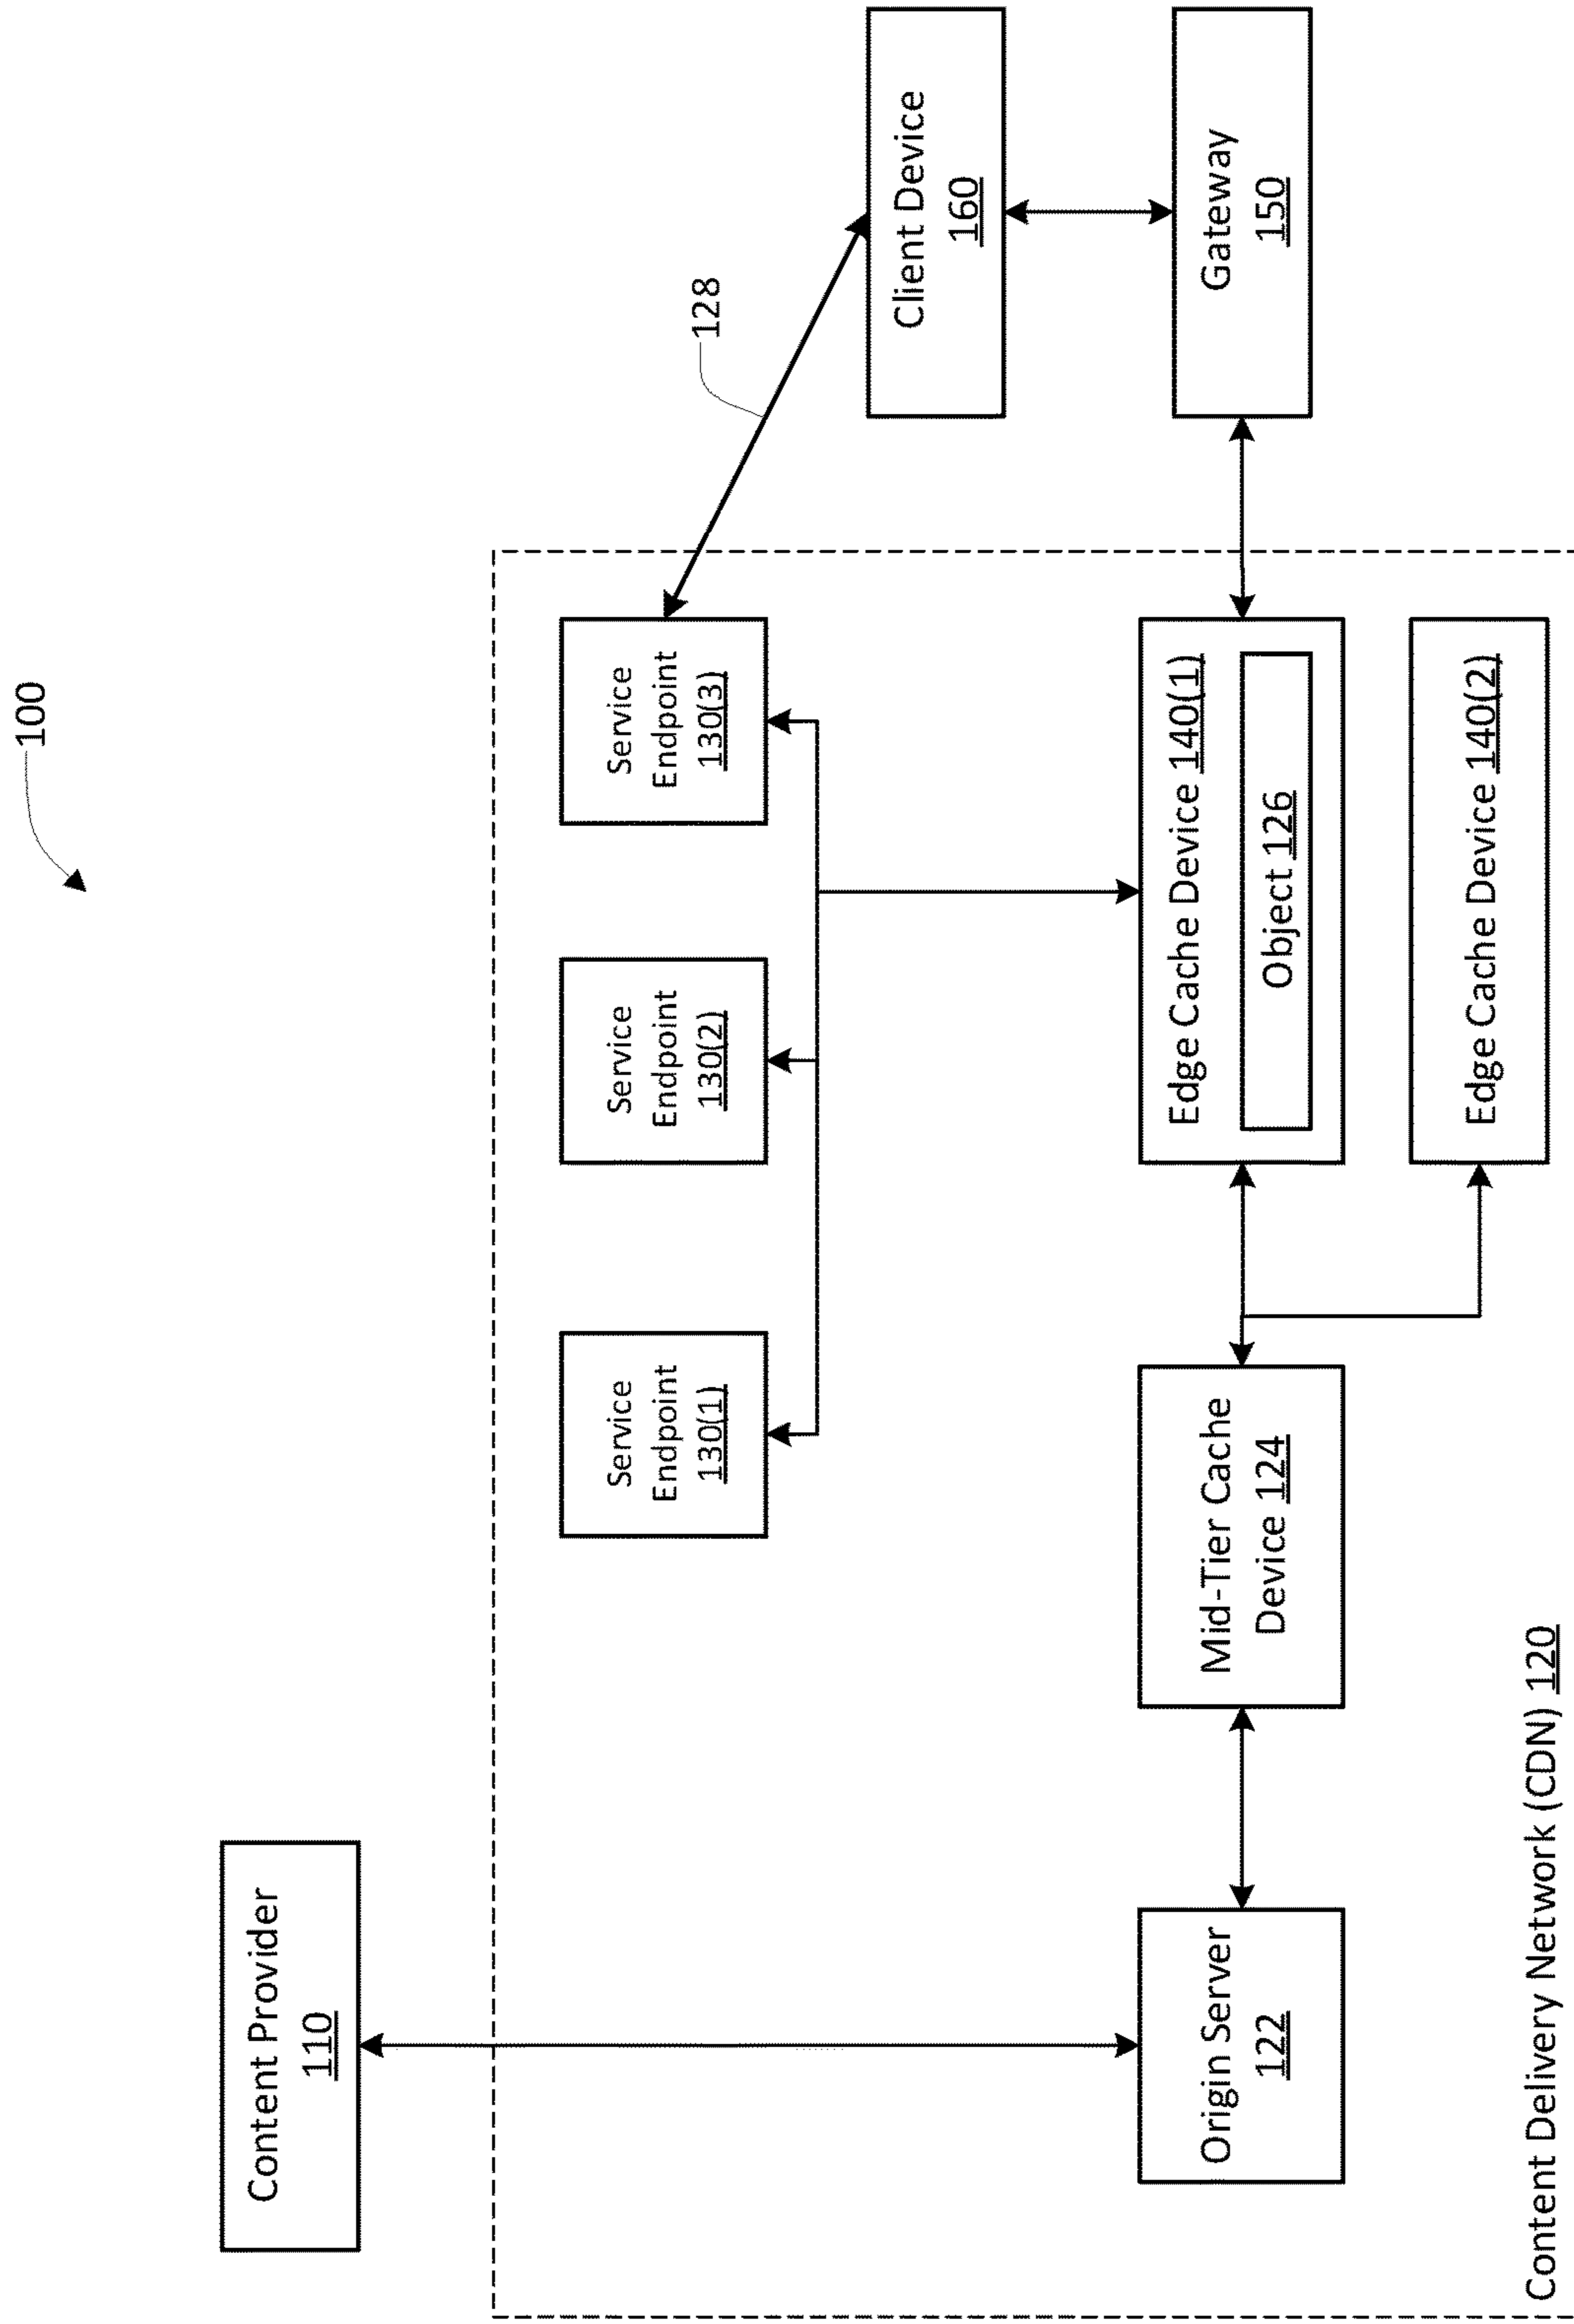 100
Content Provider
110
Service
Endpoint
130(1)
Service
Endpoint
130(2)
Service
Endpoint
130(3)
128
Client Device
160
Origin Server
122
Mid-Tier Cache
Device 124
Edge Cache Device 140(1)
Object 126
Gateway
150
Edge Cache Device 140(2)
Content Delivery Network (CDN) 120